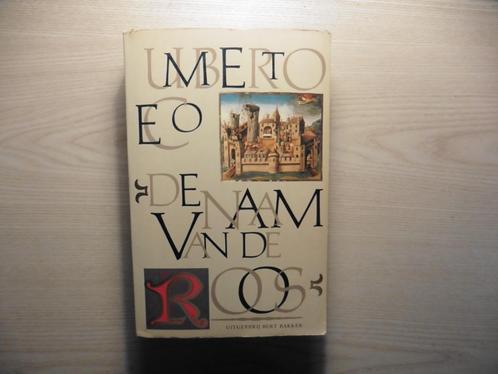 UMBERTO
ECO
DE NAAM
VAN DE
ROOS
UITGEVERIJ BERT BAKKER